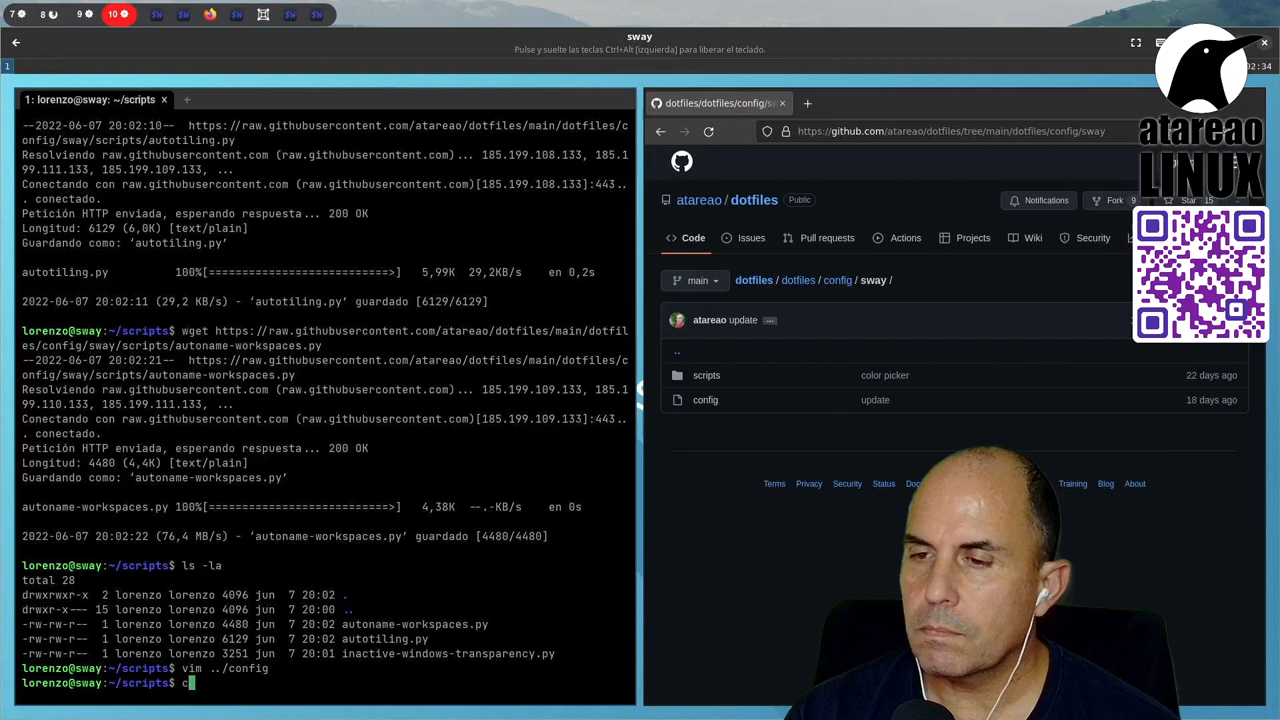 7 8 9 10
sway
Pulse y suelte las teclas Ctrl+Alt [izquierda] para liberar el teclado.
1
02:34
1: lorenzo@sway: ~/scripts
--2022-06-07 20:02:10--  https://raw.githubusercontent.com/atareao/dotfiles/main/dotfiles/c
onfig/sway/scripts/autotiling.py
Resolviendo raw.githubusercontent.com (raw.githubusercontent.com)... 185.199.108.133, 185.1
99.111.133, 185.199.109.133, ...
Conectando con raw.githubusercontent.com (raw.githubusercontent.com)[185.199.108.133]:443..
. conectado.
Petición HTTP enviada, esperando respuesta... 200 OK
Longitud: 6129 (6,0K) [text/plain]
Guardando como: ‘autotiling.py’
autotiling.py 100%[==========================>] 5,99K 29,2KB/s en 0,2s
2022-06-07 20:02:11 (29,2 KB/s) - ‘autotiling.py’ guardado [6129/6129]
lorenzo@sway:~/scripts$ wget https://raw.githubusercontent.com/atareao/dotfiles/main/dotfil
es/config/sway/scripts/autoname-workspaces.py
--2022-06-07 20:02:21--  https://raw.githubusercontent.com/atareao/dotfiles/main/dotfiles/c
onfig/sway/scripts/autoname-workspaces.py
Resolviendo raw.githubusercontent.com (raw.githubusercontent.com)... 185.199.109.133, 185.1
99.110.133, 185.199.111.133, ...
Conectando con raw.githubusercontent.com (raw.githubusercontent.com)[185.199.109.133]:443..
. conectado.
Petición HTTP enviada, esperando respuesta... 200 OK
Longitud: 4480 (4,4K) [text/plain]
Guardando como: ‘autoname-workspaces.py’
autoname-workspaces.py 100%[==========================>] 4,38K --.-KB/s en 0s
2022-06-07 20:02:22 (76,4 MB/s) - ‘autoname-workspaces.py’ guardado [4480/4480]
lorenzo@sway:~/scripts$ ls -la
total 28
drwxrwxr-x 2 lorenzo lorenzo 4096 jun 7 20:02 .
drwxr-x--- 15 lorenzo lorenzo 4096 jun 7 20:00 ..
-rw-rw-r-- 1 lorenzo lorenzo 4480 jun 7 20:02 autoname-workspaces.py
-rw-rw-r-- 1 lorenzo lorenzo 6129 jun 7 20:02 autotiling.py
-rw-rw-r-- 1 lorenzo lorenzo 3251 jun 7 20:01 inactive-windows-transparency.py
lorenzo@sway:~/scripts$ vim ../config
lorenzo@sway:~/scripts$ c
dotfiles/dotfiles/config/sw
https://github.com/atareao/dotfiles/tree/main/dotfiles/config/sway
atareao / dotfiles Public
Notifications Fork 9 Star 15
Code Issues Pull requests Actions Projects Wiki Security
main dotfiles / dotfiles / config / sway /
atareao update
..
scripts color picker 22 days ago
config update 18 days ago
Terms Privacy Security Status Training Blog About
atareao
LINUX